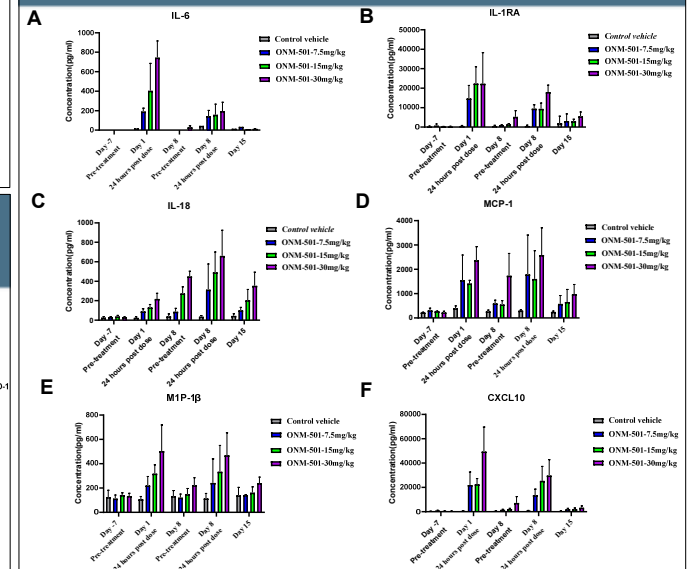 A
IL-6
Concentration(pg/ml)
1000
800
600
400
200
0
Control vehicle
ONM-501-7.5mg/kg
ONM-501-15mg/kg
ONM-501-30mg/kg
Day -7
Pre-treatment
Day 1
24 hours post dose
Day 8
Pre-treatment
Day 8
24 hours post dose
Day 15
B
IL-1RA
Concentration(pg/ml)
50000
40000
30000
20000
10000
0
Control vehicle
ONM-501-7.5mg/kg
ONM-501-15mg/kg
ONM-501-30mg/kg
Day -7
Pre-treatment
Day 1
24 hours post dose
Day 8
Pre-treatment
Day 8
24 hours post dose
Day 15
C
IL-18
Concentration(pg/ml)
1000
800
600
400
200
0
Control vehicle
ONM-501-7.5mg/kg
ONM-501-15mg/kg
ONM-501-30mg/kg
Day -7
Pre-treatment
Day 1
24 hours post dose
Day 8
Pre-treatment
Day 8
24 hours post dose
Day 15
D
MCP-1
Concentration(pg/ml)
4000
3000
2000
1000
0
Control vehicle
ONM-501-7.5mg/kg
ONM-501-15mg/kg
ONM-501-30mg/kg
Day -7
Pre-treatment
Day 1
24 hours post dose
Day 8
Pre-treatment
Day 8
24 hours post dose
Day 15
E
M1P-1β
Concentration(pg/ml)
800
600
400
200
0
Control vehicle
ONM-501-7.5mg/kg
ONM-501-15mg/kg
ONM-501-30mg/kg
Day -7
Pre-treatment
Day 1
24 hours post dose
Day 8
Pre-treatment
Day 8
24 hours post dose
Day 15
F
CXCL10
Concentration(pg/ml)
80000
60000
40000
20000
0
Control vehicle
ONM-501-7.5mg/kg
ONM-501-15mg/kg
ONM-501-30mg/kg
Day -7
Pre-treatment
Day 1
24 hours post dose
Day 8
Pre-treatment
Day 8
24 hours post dose
Day 15